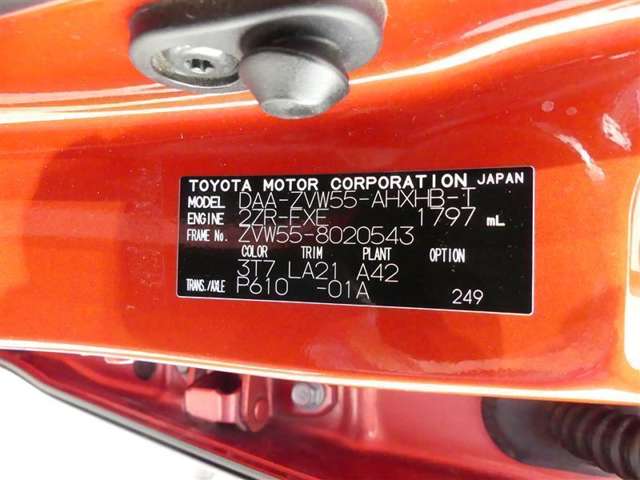 TOYOTA MOTOR CORPORATION JAPAN
MODEL DAA-ZVW55-AHXHB-T
ENGINE 2ZR-FXE 1797 mL
FRAME No. ZVW55-8020543
COLOR TRIM PLANT OPTION
3T7 LA21 A42
TRANS./AXLE P610 -01A
249